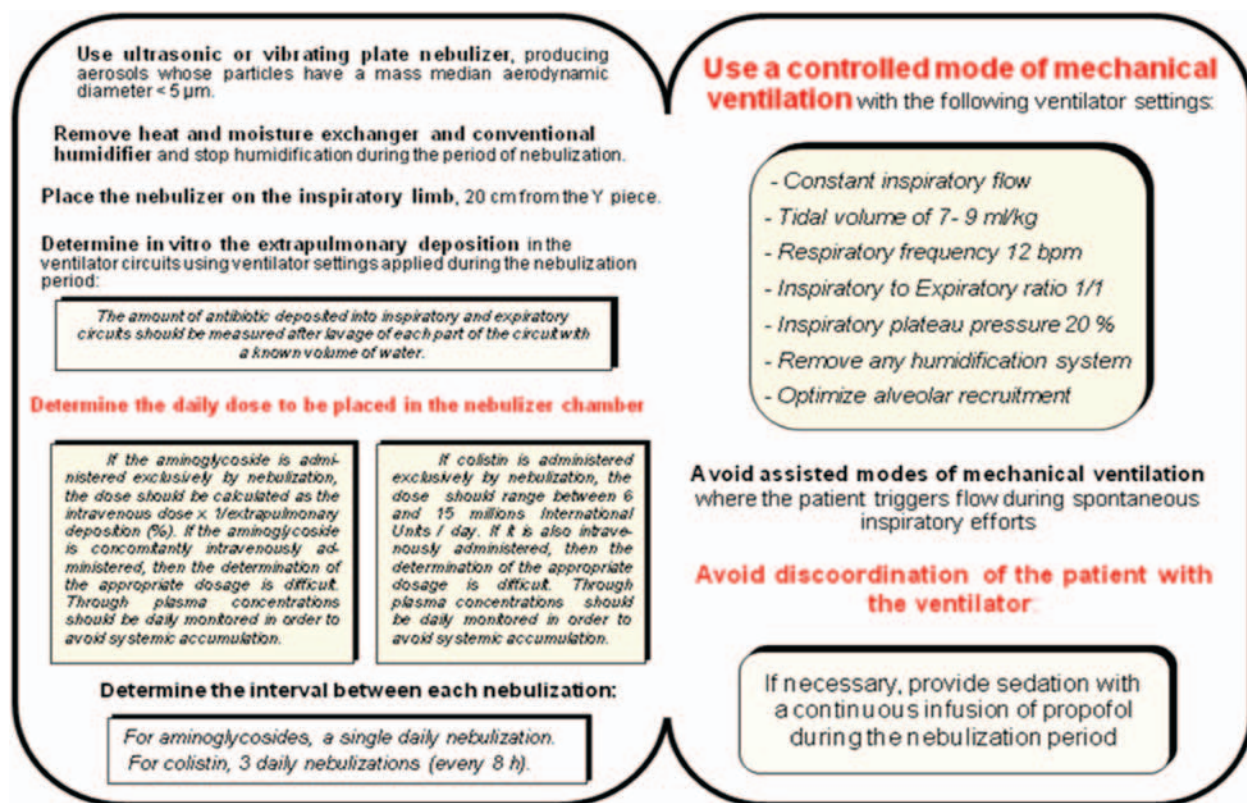 Use ultrasonic or vibrating plate nebulizer, producing
aerosols whose particles have a mass median aerodynamic
diameter < 5 µm.
Remove heat and moisture exchanger and conventional
humidifier and stop humidification during the period of nebulization.
Place the nebulizer on the inspiratory limb, 20 cm from the Y piece.
Determine in vitro the extrapulmonary deposition in the
ventilator circuits using ventilator settings applied during the nebulization
period:
The amount of antibiotic deposited into inspiratory and expiratory
circuits should be measured after lavage of each part of the circuit with
a known volume of water.
Determine the daily dose to be placed in the nebulizer chamber
If the aminoglycoside is admi-
nistered exclusively by nebulization,
the dose should be calculated as the
intravenous dose x 1/extrapulmonary
deposition (%). If the aminoglycoside
is concomitantly intravenously ad-
ministered, then the determination of
the appropriate dosage is difficult.
Through plasma concentrations
should be daily monitored in order to
avoid systemic accumulation.
If colistin is administered
exclusively by nebulization, the
dose should range between 6
and 15 millions International
Units / day. If it is also intrave-
nously administered, then the
determination of the appropriate
dosage is difficult. Through
plasma concentrations should
be daily monitored in order to
avoid systemic accumulation.
Determine the interval between each nebulization:
For aminoglycosides, a single daily nebulization.
For colistin, 3 daily nebulizations (every 8 h).
Use a controlled mode of mechanical
ventilation with the following ventilator settings:
- Constant inspiratory flow
- Tidal volume of 7- 9 ml/kg
- Respiratory frequency 12 bpm
- Inspiratory to Expiratory ratio 1/1
- Inspiratory plateau pressure 20 %
- Remove any humidification system
- Optimize alveolar recruitment
Avoid assisted modes of mechanical ventilation
where the patient triggers flow during spontaneous
inspiratory efforts
Avoid discoordination of the patient with
the ventilator:
If necessary, provide sedation with
a continuous infusion of propofol
during the nebulization period